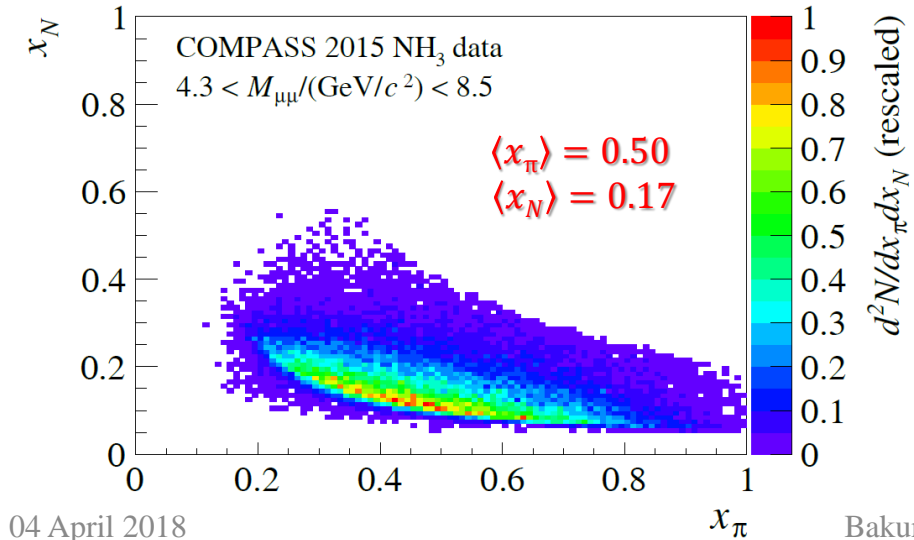 x_N
1
0.8
0.6
0.4
0.2
0
COMPASS 2015 NH₃ data
4.3 < M_μμ/(GeV/c²) < 8.5
⟨x_π⟩ = 0.50
⟨x_N⟩ = 0.17
0 0.2 0.4 0.6 0.8 1
x_π
1
0.9
0.8
0.7
0.6
0.5
0.4
0.3
0.2
0.1
0
d²N/dx_πdx_N (rescaled)
04 April 2018
Bakur